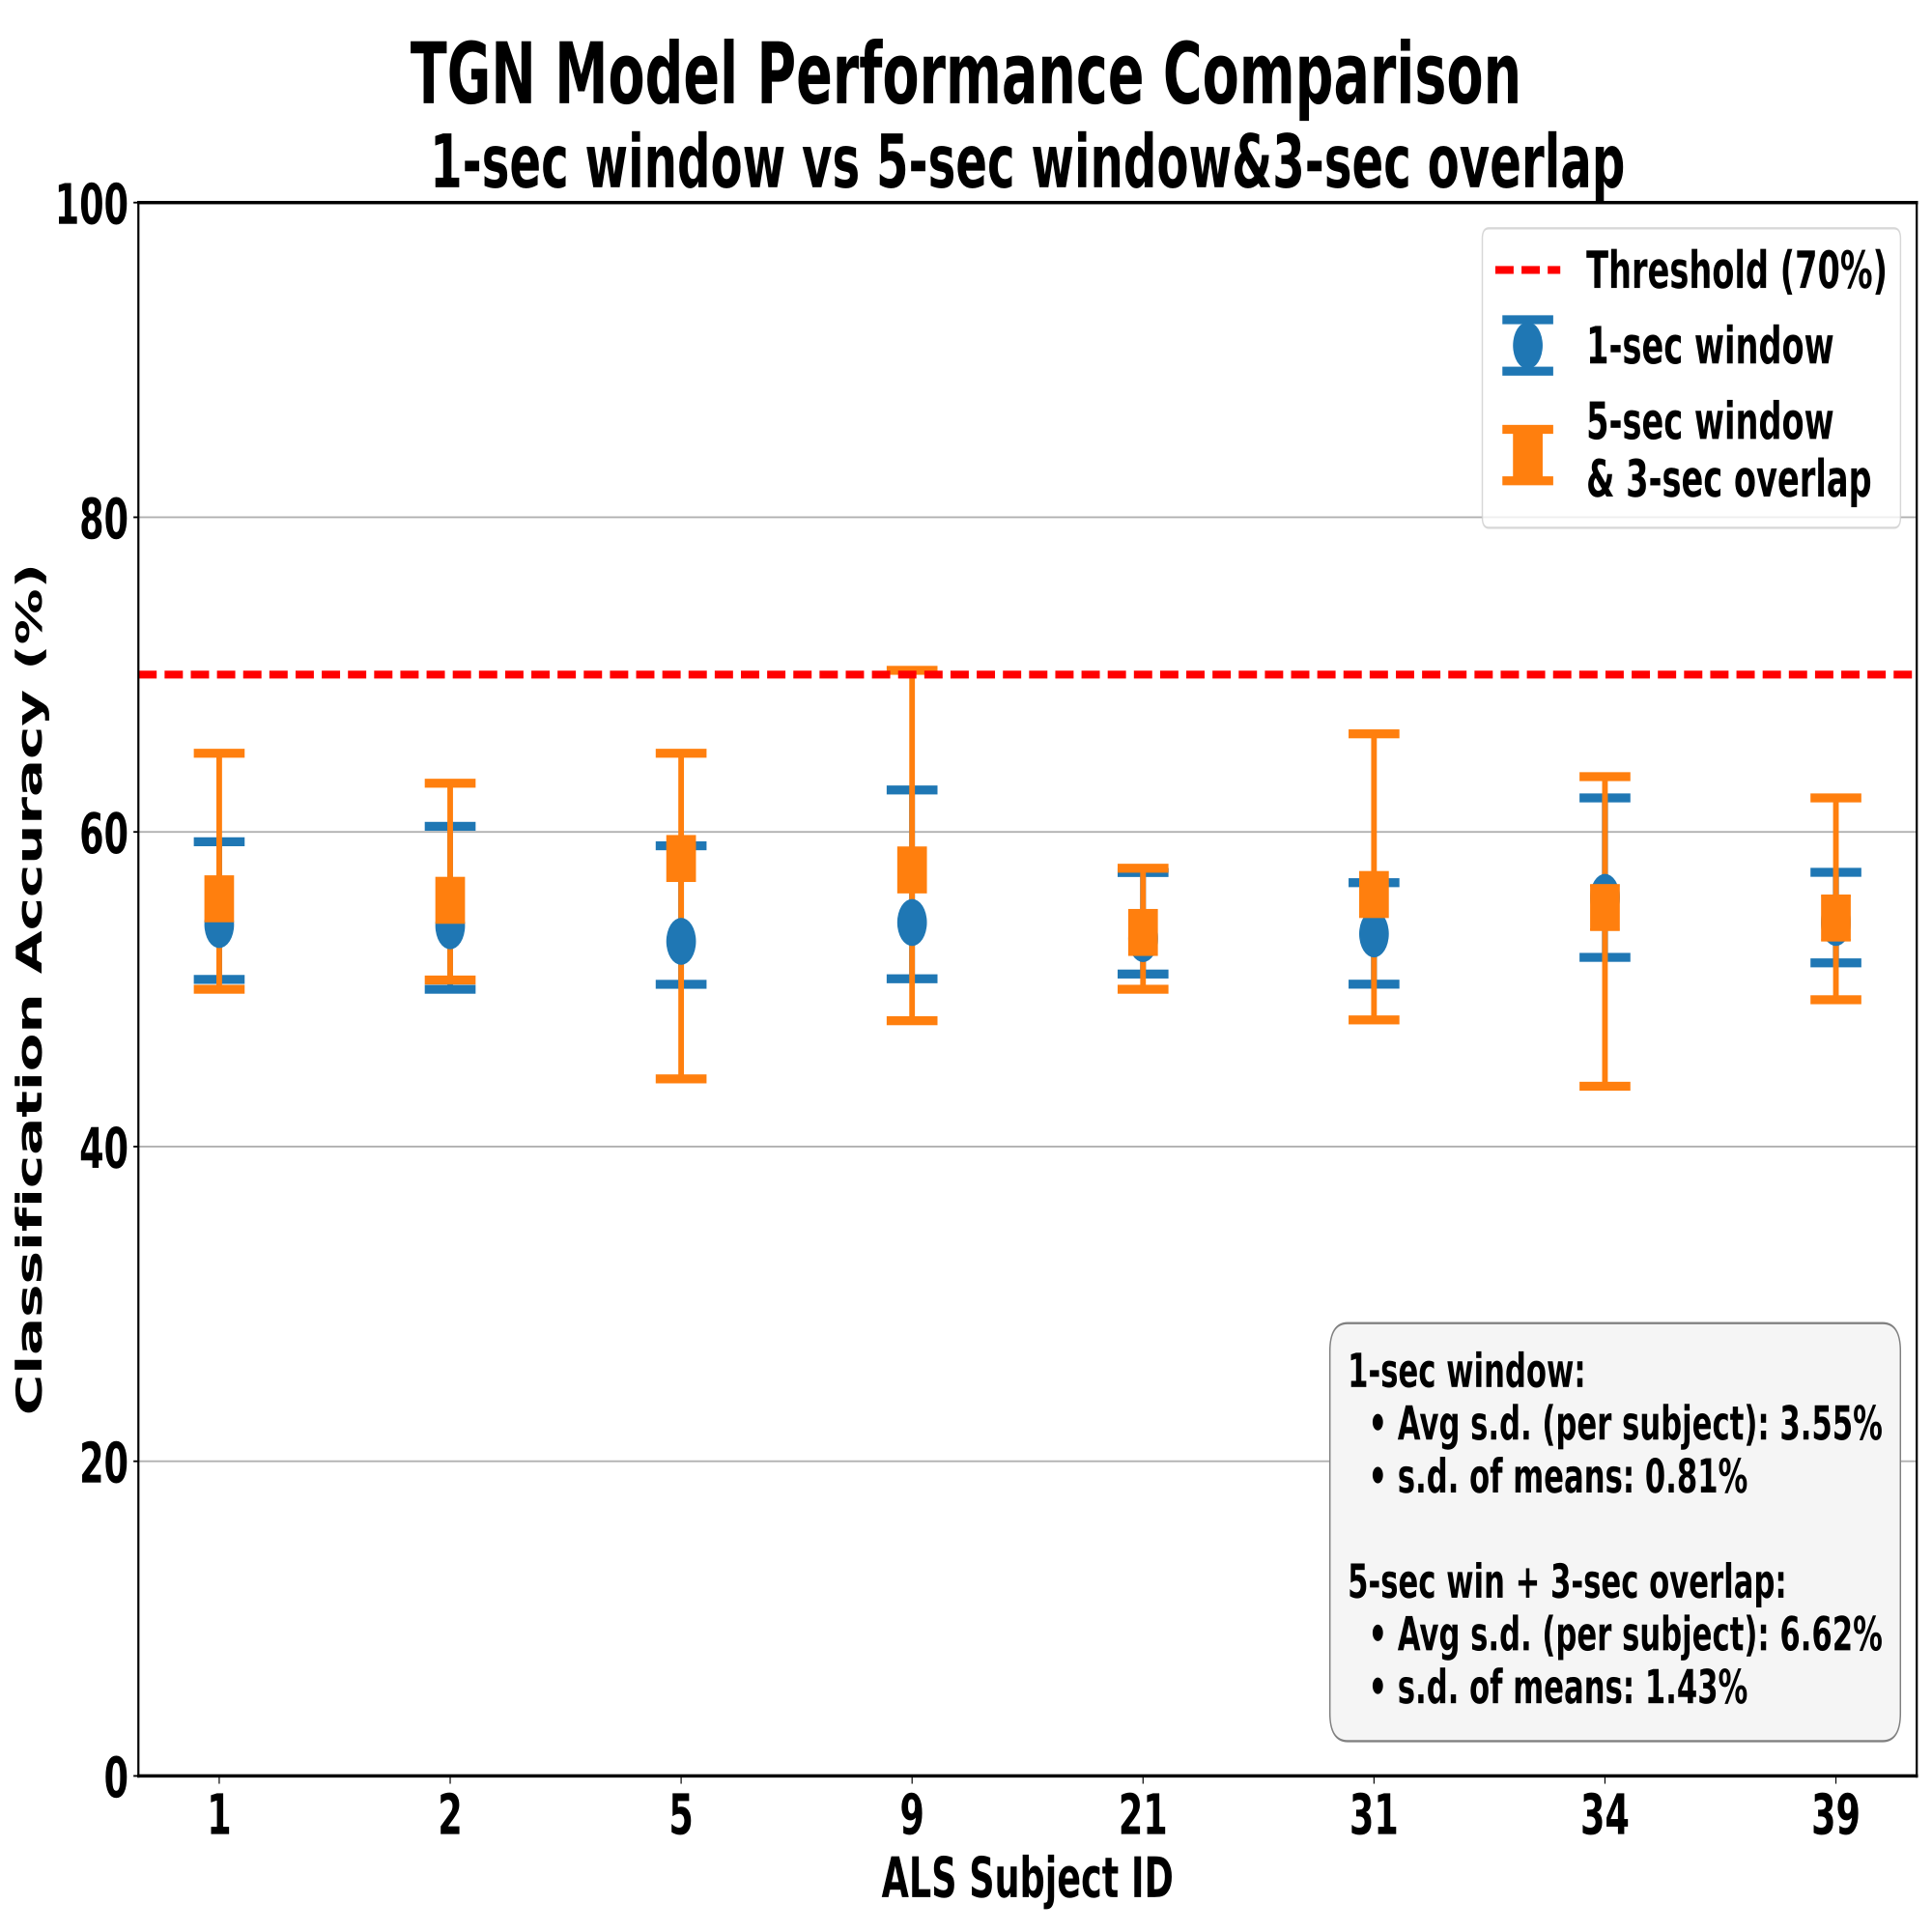 TGN Model Performance Comparison
1-sec window vs 5-sec window&3-sec overlap
Classification Accuracy (%)
100
80
60
40
20
0
Threshold (70%)
1-sec window
5-sec window
& 3-sec overlap
1-sec window:
• Avg s.d. (per subject): 3.55%
• s.d. of means: 0.81%
5-sec win + 3-sec overlap:
• Avg s.d. (per subject): 6.62%
• s.d. of means: 1.43%
1 2 5 9 21 31 34 39
ALS Subject ID